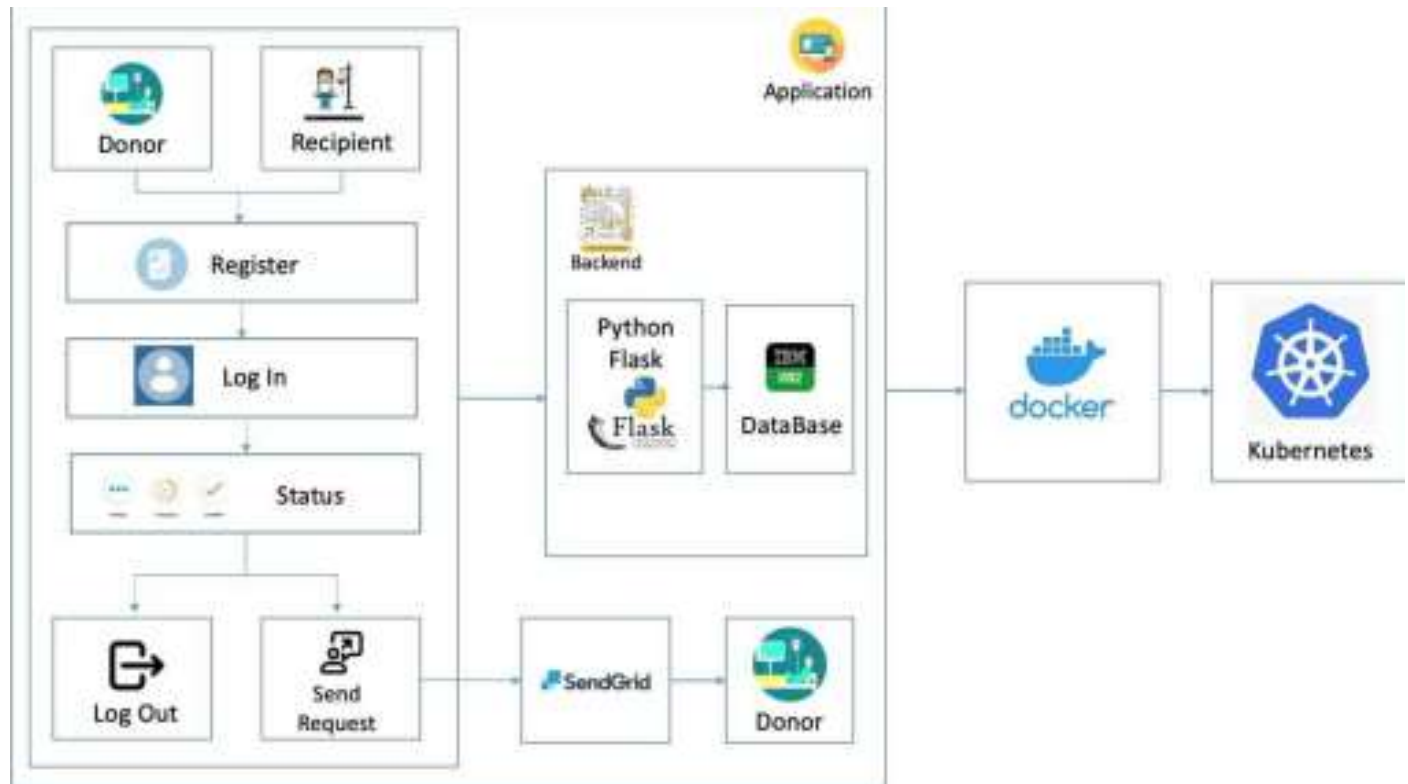 Donor
Recipient
Application
Register
Backend
Python
Flask
Flask
IBM
DataBase
Log In
docker
Kubernetes
Status
Log Out
Send
Request
SendGrid
Donor